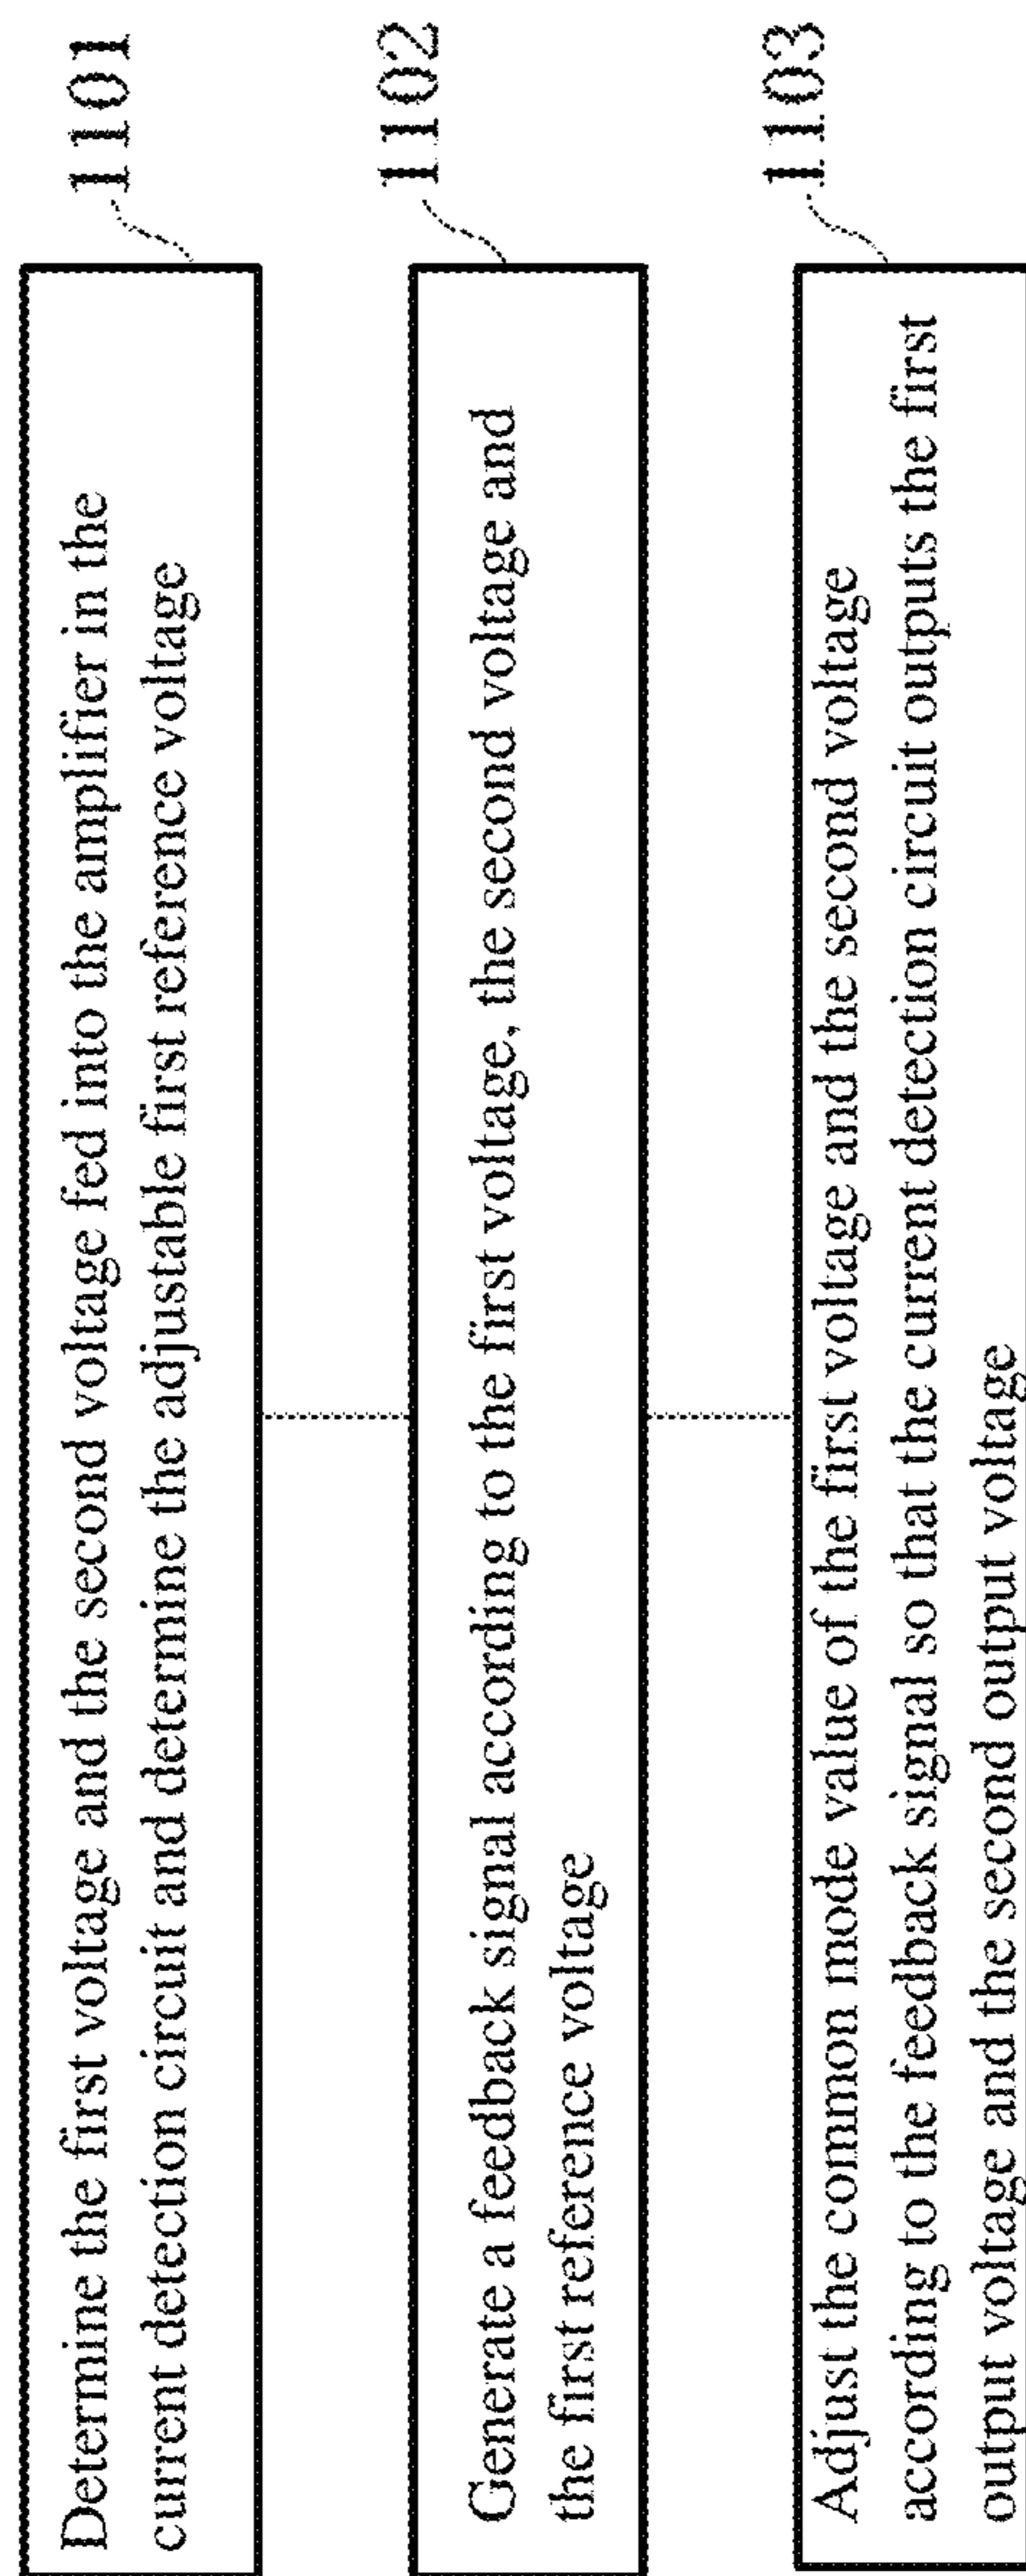 1101
Determine the first voltage and the second voltage fed into the amplifier in the
current detection circuit and determine the adjustable first reference voltage
1102
Generate a feedback signal according to the first voltage, the second voltage and
the first reference voltage
1103
Adjust the common mode value of the first voltage and the second voltage
according to the feedback signal so that the current detection circuit outputs the first
output voltage and the second output voltage